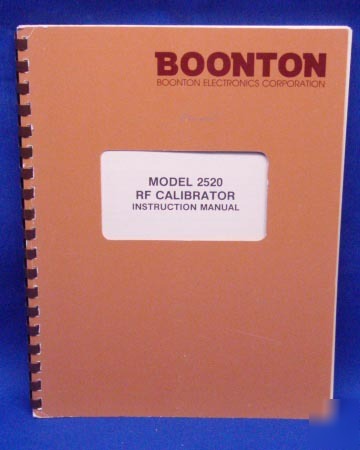 BOONTON
BOONTON ELECTRONICS CORPORATION
MODEL 2520
RF CALIBRATOR
INSTRUCTION MANUAL